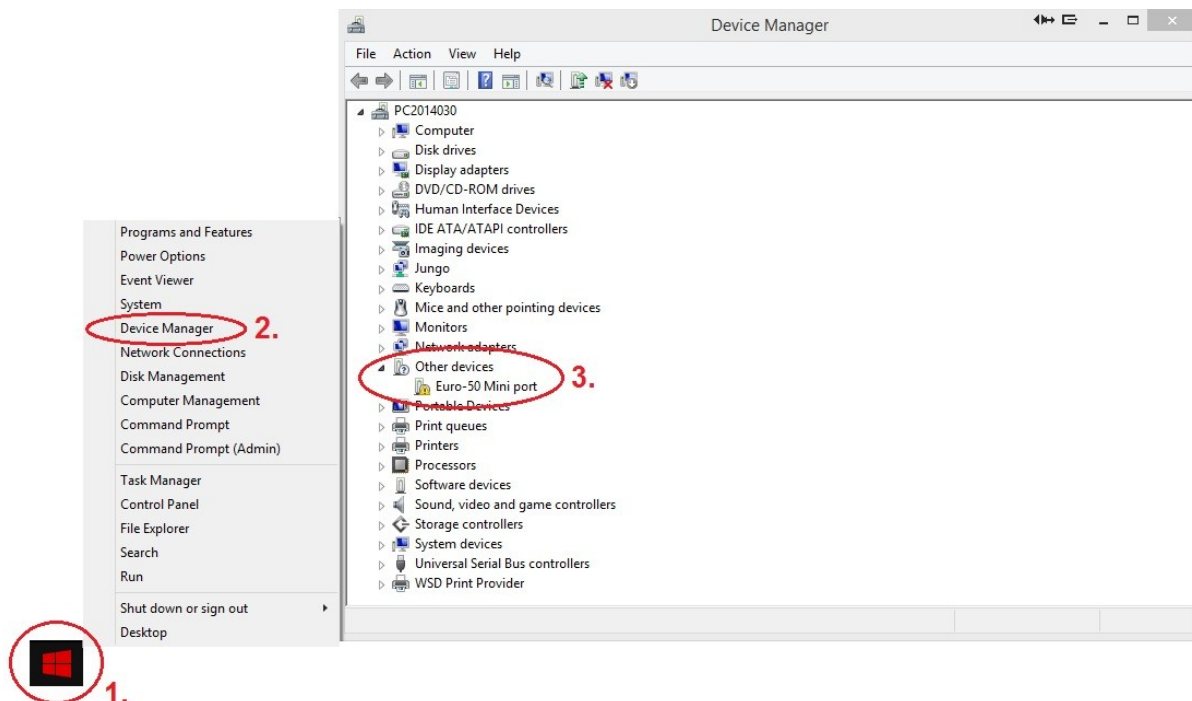 Device Manager
File Action View Help
PC2014030
Computer
Disk drives
Display adapters
DVD/CD-ROM drives
Human Interface Devices
IDE ATA/ATAPI controllers
Imaging devices
Jungo
Keyboards
Mice and other pointing devices
Monitors
Network adapters
Other devices
3.
Euro-50 Mini port
Portable Devices
Print queues
Printers
Processors
Software devices
Sound, video and game controllers
Storage controllers
System devices
Universal Serial Bus controllers
WSD Print Provider
Programs and Features
Power Options
Event Viewer
System
Device Manager
2.
Network Connections
Disk Management
Computer Management
Command Prompt
Command Prompt (Admin)
Task Manager
Control Panel
File Explorer
Search
Run
Shut down or sign out
Desktop
1.